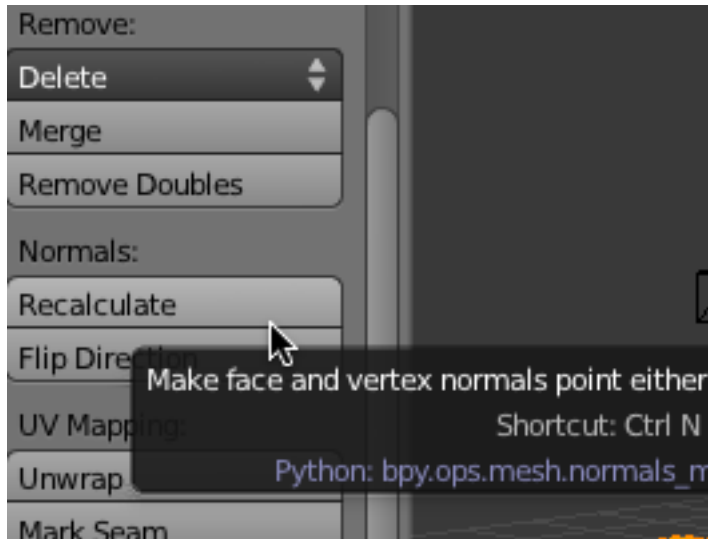 Remove:
Delete
Merge
Remove Doubles
Normals:
Recalculate
Flip Direction
Make face and vertex normals point either
UV Mapping:
Shortcut: Ctrl N
Unwrap
Python: bpy.ops.mesh.normals_m
Mark Seam